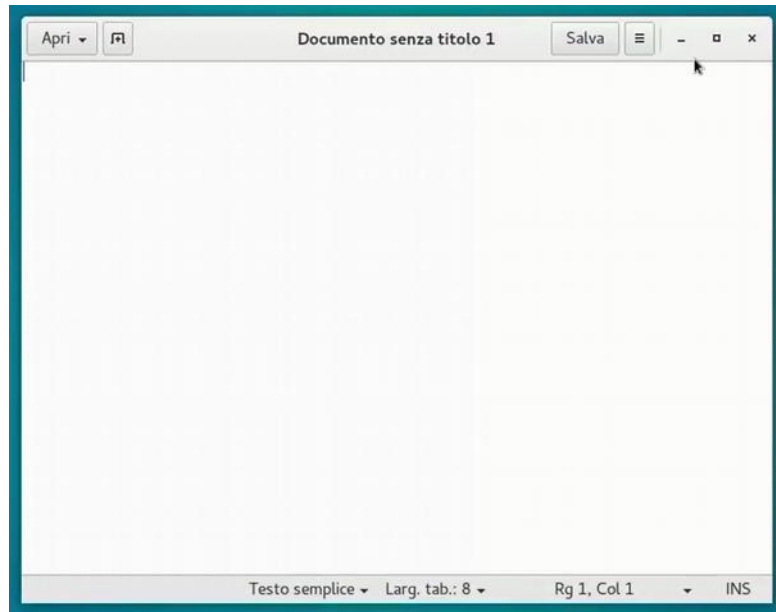 Apri Documento senza titolo 1 Salva
Testo semplice Larg. tab.: 8 Rg 1, Col 1 INS